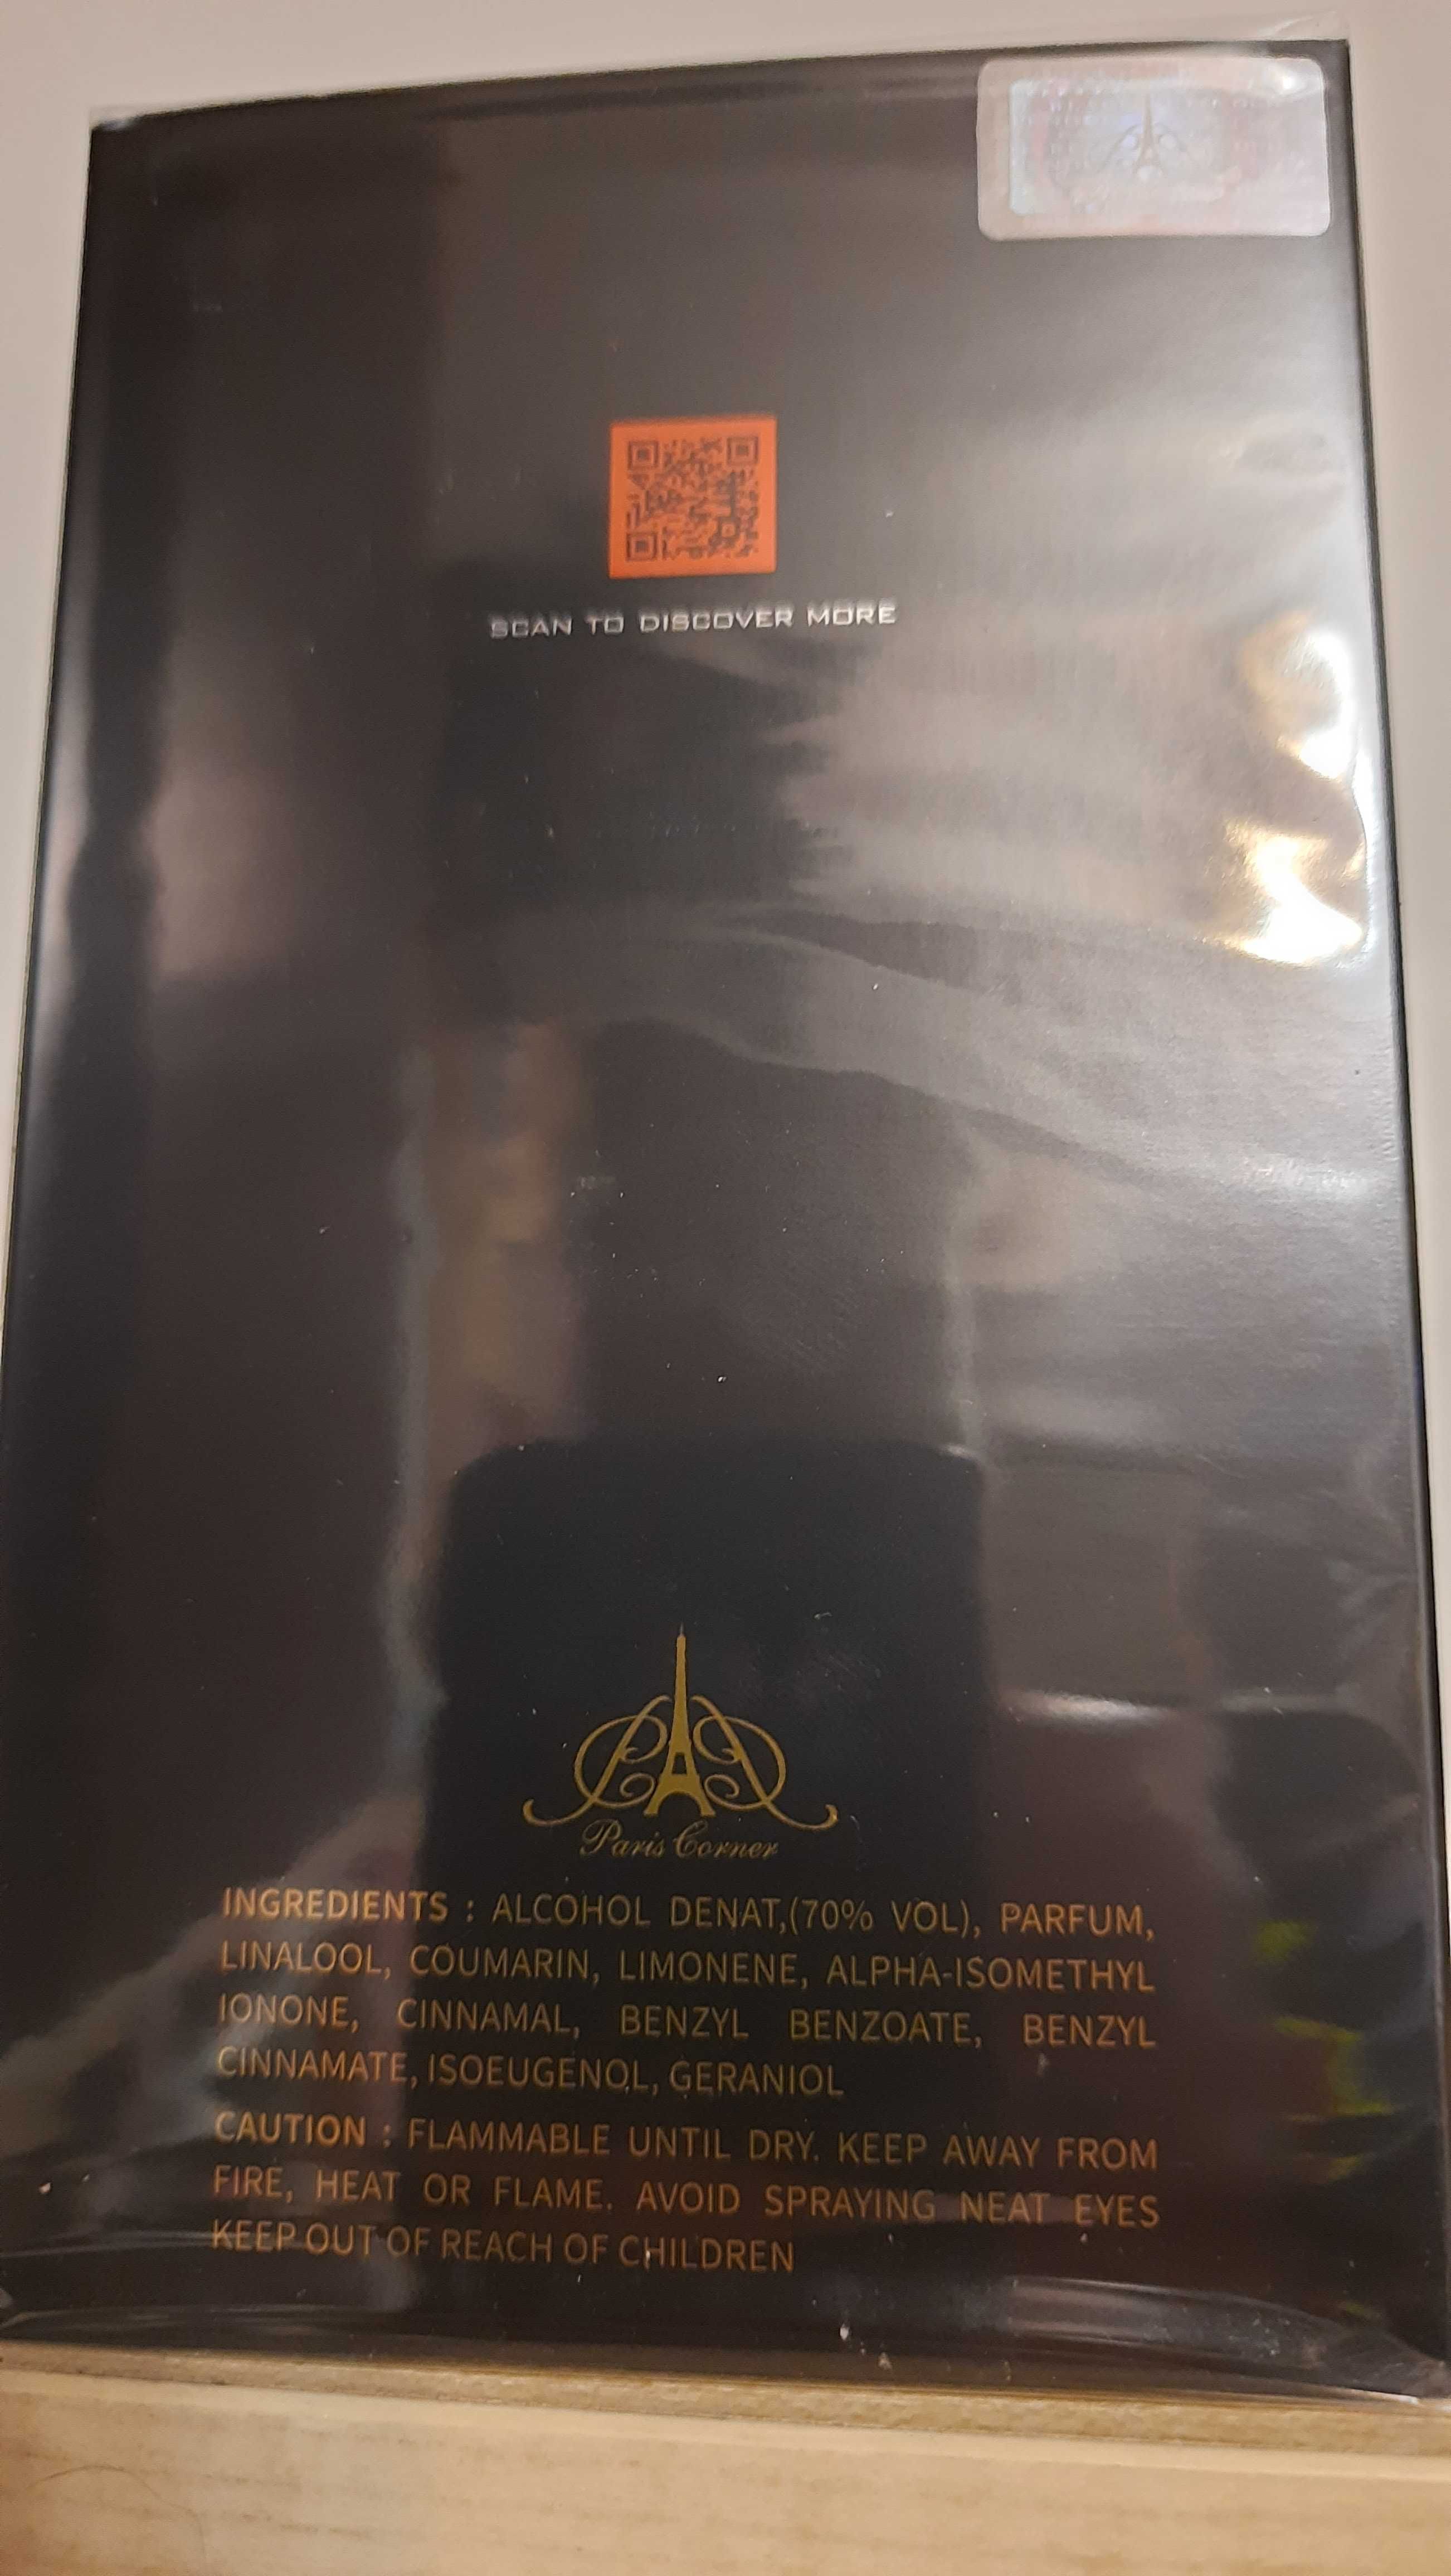 SCAN TO DISCOVER MORE
Paris Corner
INGREDIENTS : ALCOHOL DENAT,(70% VOL), PARFUM,
LINALOOL, COUMARIN, LIMONENE, ALPHA-ISOMETHYL
IONONE, CINNAMAL, BENZYL BENZOATE, BENZYL
CINNAMATE, ISOEUGENOL, GERANIOL
CAUTION : FLAMMABLE UNTIL DRY. KEEP AWAY FROM
FIRE, HEAT OR FLAME. AVOID SPRAYING NEAT EYES
KEEP OUT OF REACH OF CHILDREN